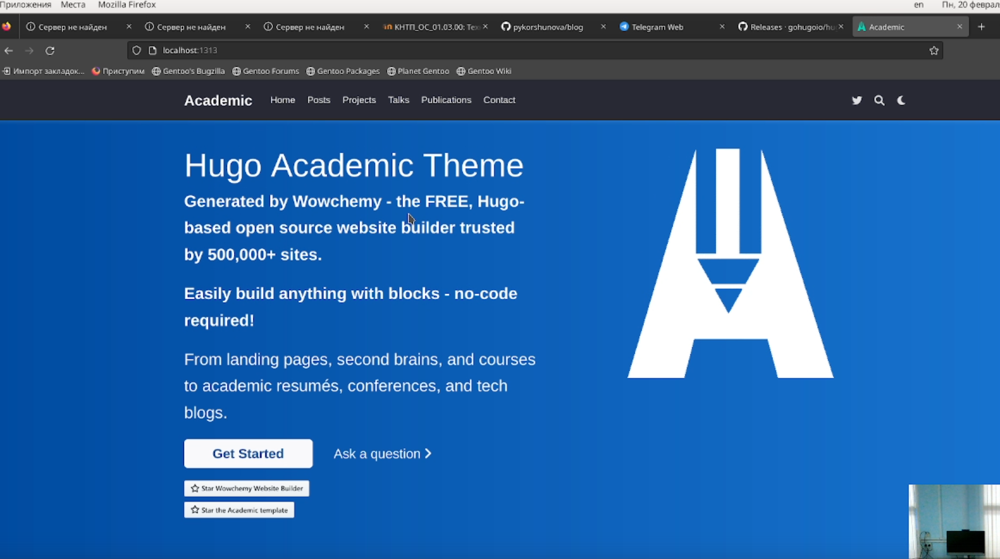 Приложения Места Mozilla Firefox en Пн, 20 феврал
Сервер не найден Сервер не найден Сервер не найден КНТП_ОС_01.03.00: Тех pykorshunova/blog Telegram Web Releases · gohugoio/hu Academic
localhost:1313
Импорт закладок... Приступим Gentoo's Bugzilla Gentoo Forums Gentoo Packages Planet Gentoo Gentoo Wiki
Academic Home Posts Projects Talks Publications Contact
Hugo Academic Theme
Generated by Wowchemy - the FREE, Hugo-
based open source website builder trusted
by 500,000+ sites.
Easily build anything with blocks - no-code
required!
From landing pages, second brains, and courses
to academic resumés, conferences, and tech
blogs.
Get Started Ask a question
Star Wowchemy Website Builder
Star the Academic template